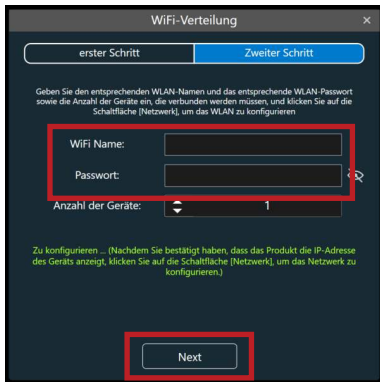 WiFi-Verteilung ×
erster Schritt Zweiter Schritt
Geben Sie den entsprechenden WLAN-Namen und das entsprechende WLAN-Passwort
sowie die Anzahl der Geräte ein, die verbunden werden müssen, und klicken Sie auf die
Schaltfläche [Netzwerk], um das WLAN zu konfigurieren
WiFi Name:
Passwort:
Anzahl der Geräte: 1
Zu konfigurieren ... (Nachdem Sie bestätigt haben, dass das Produkt die IP-Adresse
des Geräts anzeigt, klicken Sie auf die Schaltfläche [Netzwerk], um das Netzwerk zu
konfigurieren.)
Next